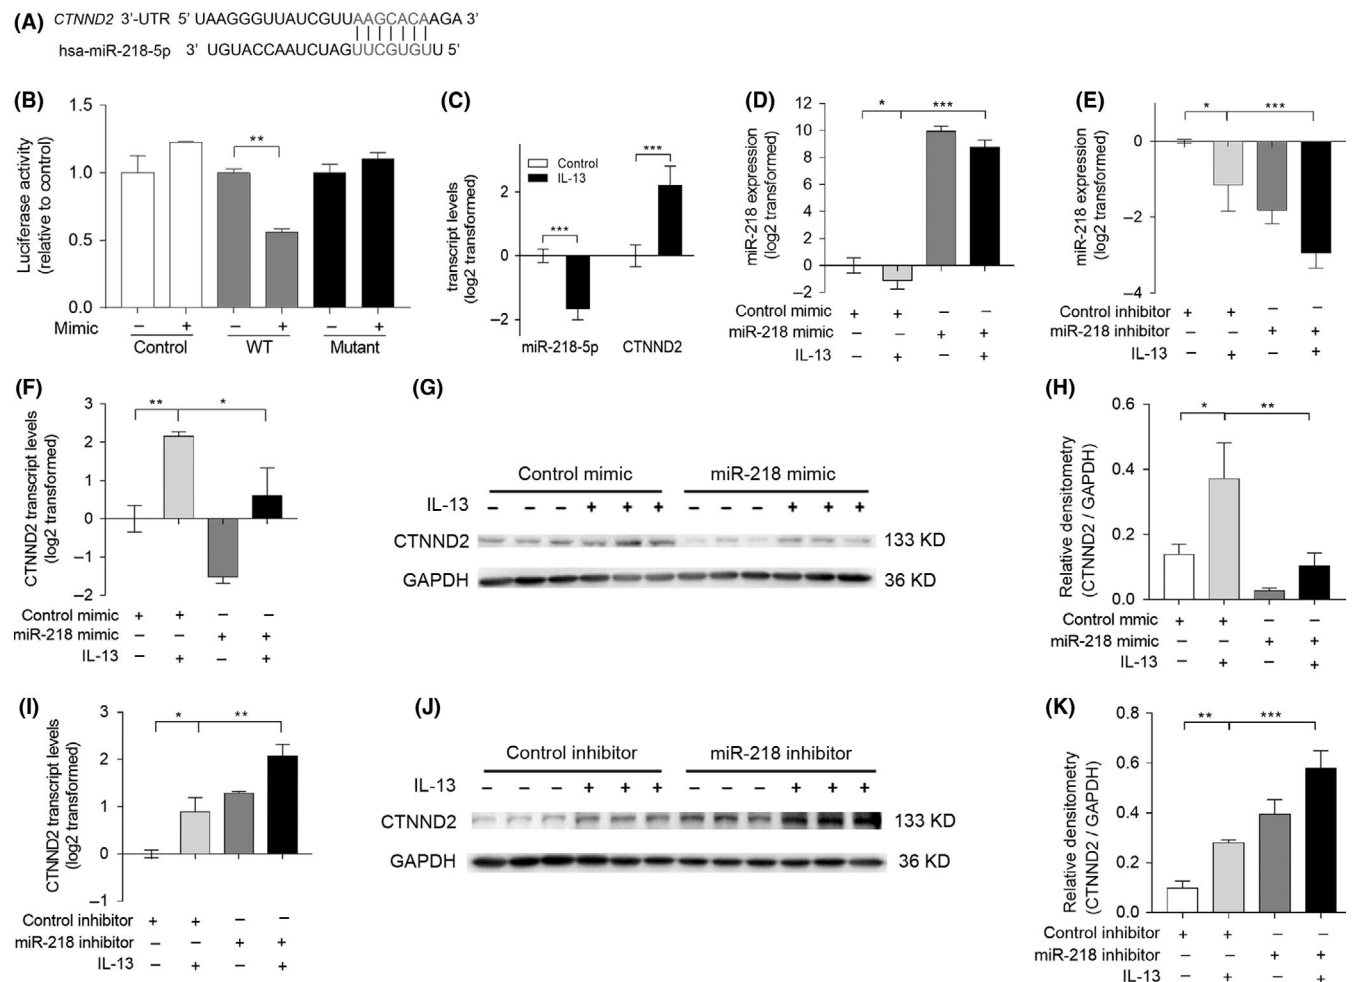 (A)
CTNND2 3'-UTR 5' UAAGGGUUAUCGUUAAGCACAAGA 3'
hsa-miR-218-5p 3' UGUACCAAUCUAGUUCGUGUU 5'
(B)
Luciferase activity
(relative to control)
1.5
1.0
0.5
0.0
**
Mimic – + – + – +
Control WT Mutant
(C)
transcript levels
(log2 transformed)
2
0
–2
Control
IL-13
***
***
miR-218-5p CTNND2
(D)
miR-218 expression
(log2 transformed)
12
10
8
6
4
2
0
–2
* ***
Control mimic + + – –
miR-218 mimic – – + +
IL-13 – + – +
(E)
miR-218 expression
(log2 transformed)
0
–2
–4
* ***
Control inhibitor + + – –
miR-218 inhibitor – – + +
IL-13 – + – +
(F)
CTNND2 transcript levels
(log2 transformed)
3
2
1
0
–1
–2
** *
Control mimic + + – –
miR-218 mimic – – + +
IL-13 – + – +
(G)
Control mimic miR-218 mimic
IL-13 – – – + + + – – – + + +
CTNND2 133 KD
GAPDH 36 KD
(H)
Relative densitometry
(CTNND2 / GAPDH)
0.6
0.4
0.2
0.0
* **
Control mmic + + – –
miR-218 mimic – – + +
IL-13 – + – +
(I)
CTNND2 transcript levels
(log2 transformed)
3
2
1
0
–1
* **
Control inhibitor + + – –
miR-218 inhibitor – – + +
IL-13 – + – +
(J)
Control inhibitor miR-218 inhibitor
IL-13 – – – + + + – – – + + +
CTNND2 133 KD
GAPDH 36 KD
(K)
Relative densitometry
(CTNND2 / GAPDH)
0.8
0.6
0.4
0.2
0.0
** ***
Control inhibitor + + – –
miR-218 inhibitor – – + +
IL-13 – + – +